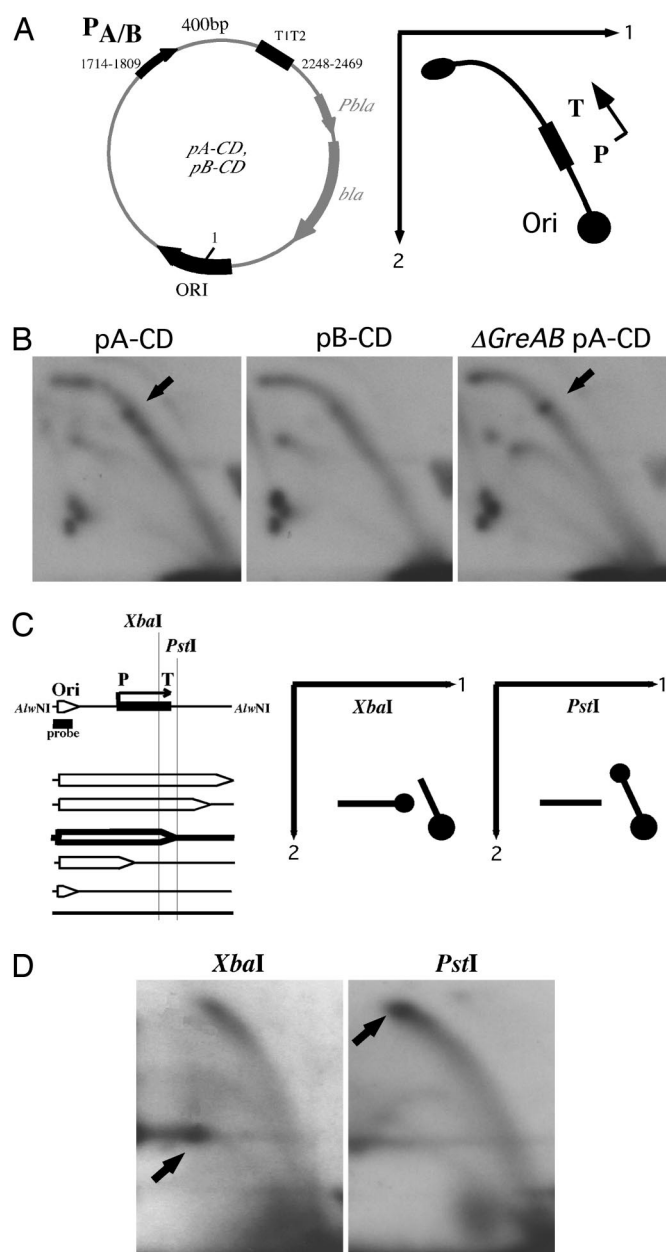 A
P A/B
400bp
T1T2
1714-1809
2248-2469
Pbla
pA-CD,
pB-CD
bla
1
ORI
1
2
T
P
Ori
B
pA-CD
pB-CD
ΔGreAB pA-CD
C
XbaI
PstI
Ori
P
T
AlwNI
AlwNI
probe
1
XbaI
2
1
PstI
2
D
XbaI
PstI